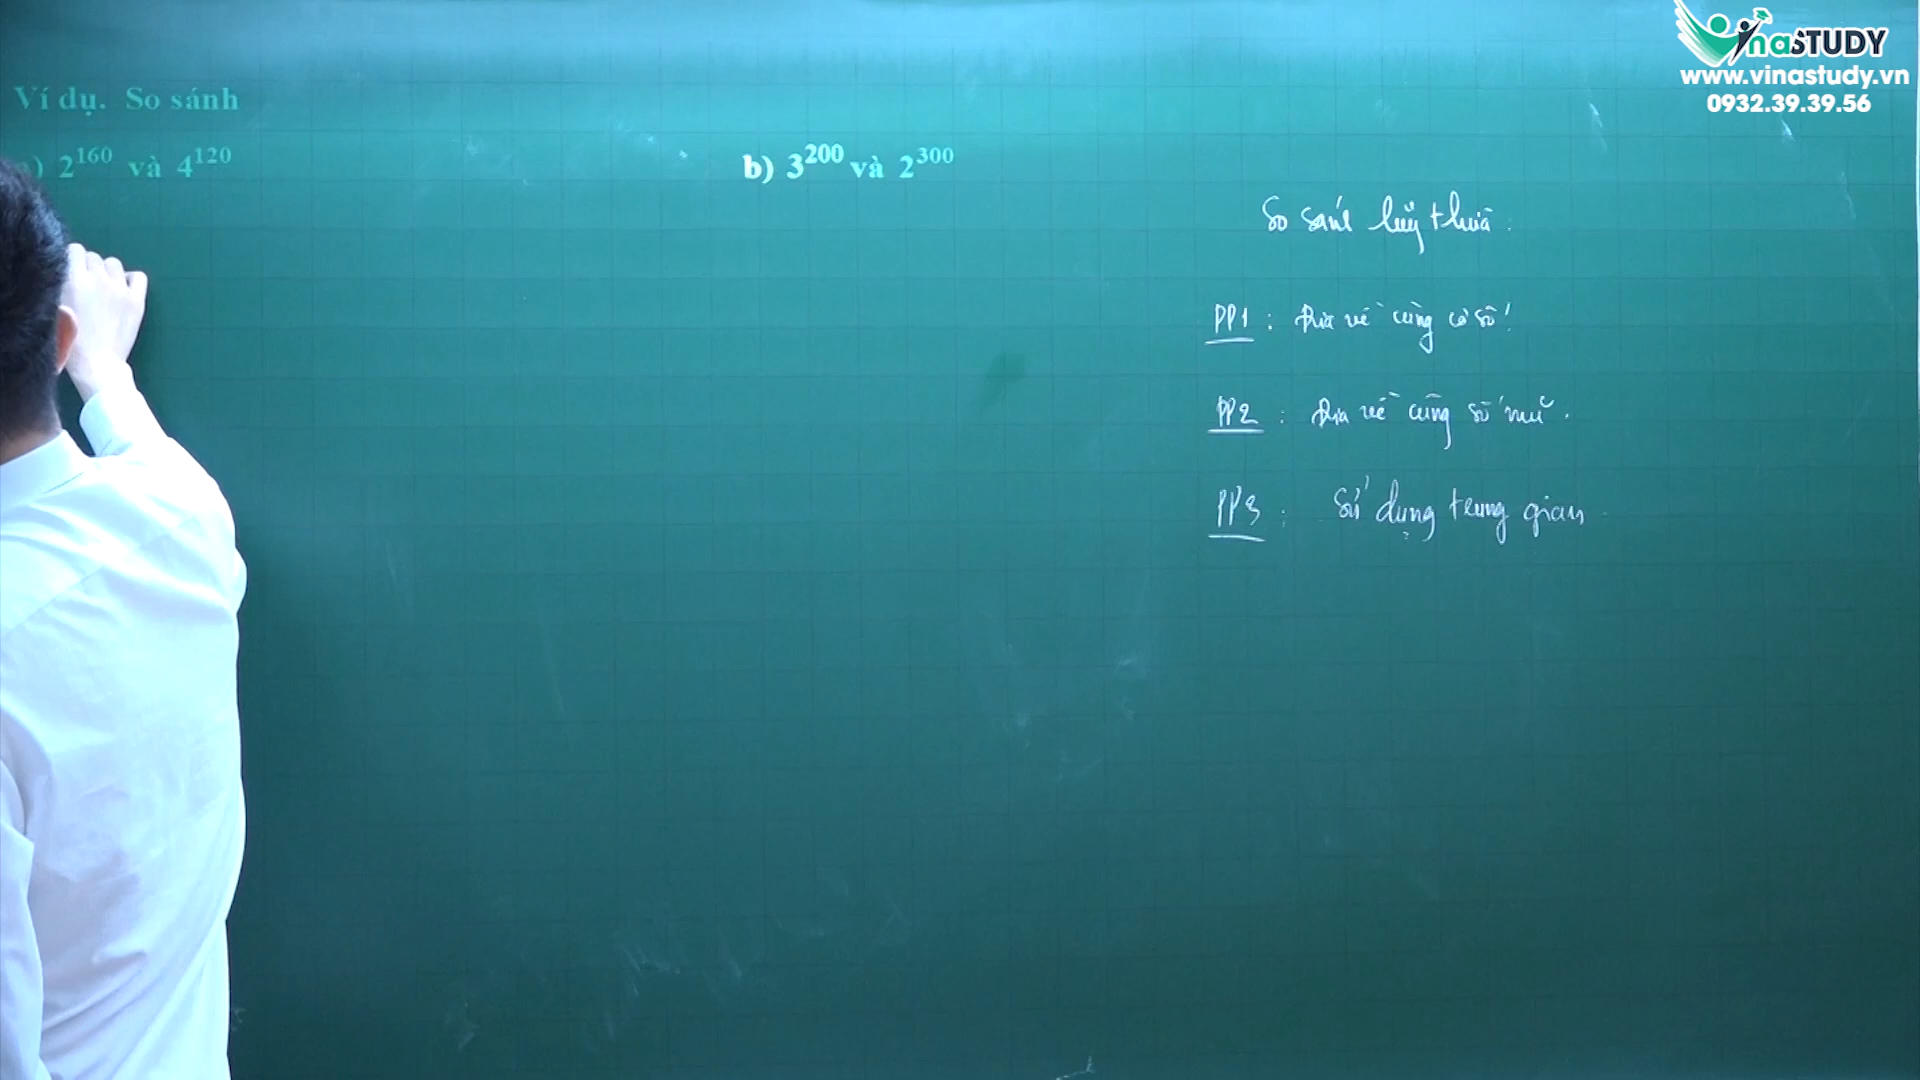 VinaSTUDY
www.vinastudy.vn
0932.39.39.56
Ví dụ. So sánh
) 2^160 và 4^120
b) 3^200 và 2^300
So sánh luỹ thừa.
PP1 : Đưa về cùng cơ số.
PP2 : Đưa về cùng số mũ.
PP3 : Sử dụng trung gian